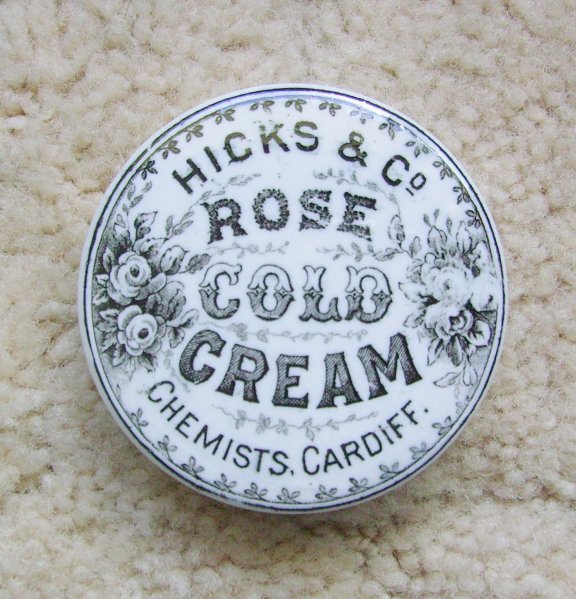 HICKS & Co
ROSE
COLD
CREAM
CHEMISTS, CARDIFF.